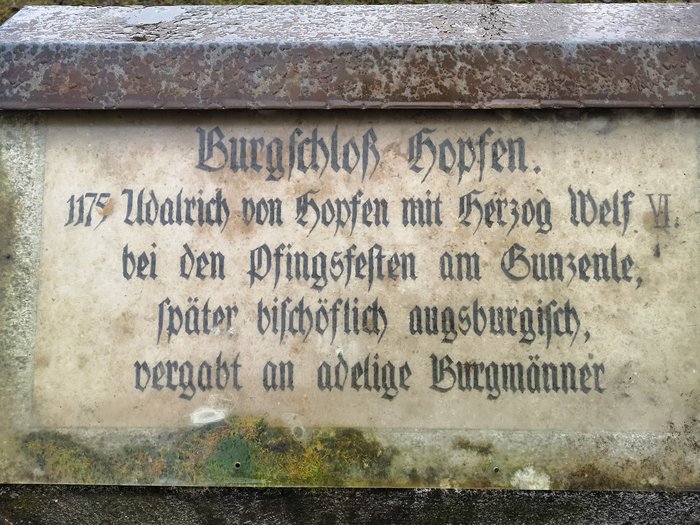 Burgſchloß Hopfen.
1175 Udalrich von Hopfen mit Herzog Welf VI.
bei den Pfingsfeſten am Gunzenle,
ſpäter biſchöflich augsburgiſch,
vergabt an adelige Burgmänner